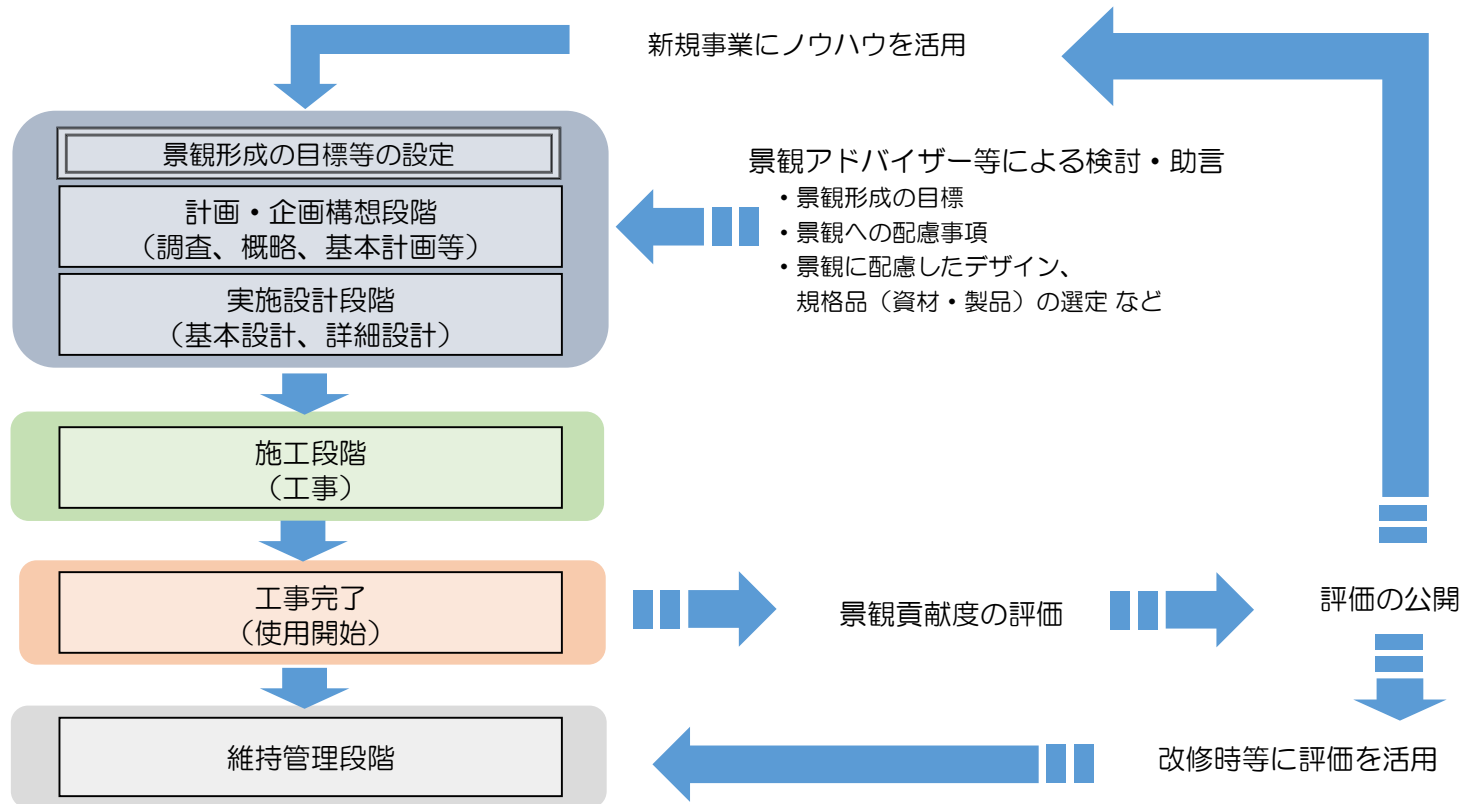 新規事業にノウハウを活用
景観形成の目標等の設定
計画・企画構想段階
（調査、概略、基本計画等）
実施設計段階
（基本設計、詳細設計）
景観アドバイザー等による検討・助言
・景観形成の目標
・景観への配慮事項
・景観に配慮したデザイン、
規格品（資材・製品）の選定 など
施工段階
（工事）
工事完了
（使用開始）
景観貢献度の評価
評価の公開
維持管理段階
改修時等に評価を活用